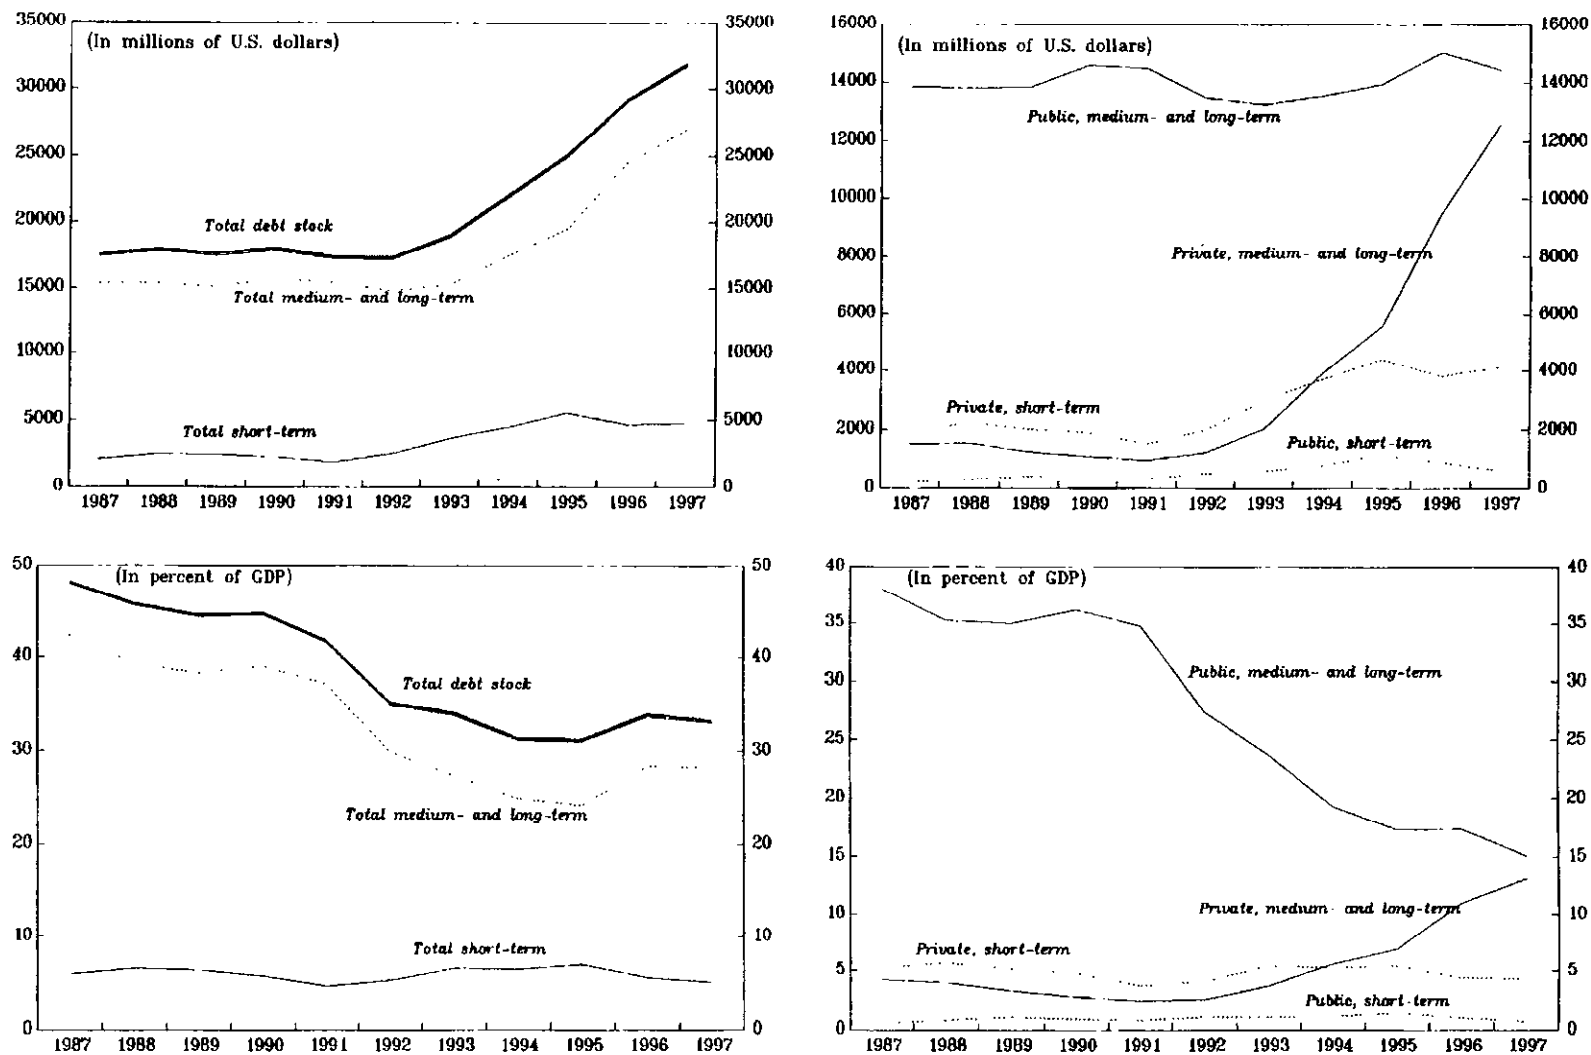 35000 35000 16000 16000
(In millions of U.S. dollars) (In millions of U.S. dollars)
30000 30000 14000 14000
Public, medium- and long-term
25000 25000 12000 12000
10000 10000
20000 Total debt stock 20000
8000 Private, medium- and long-term 8000
15000 15000
Total medium- and long-term
6000 6000
10000 10000
4000 4000
5000 5000
Total short-term Private, short-term
2000 Public, short-term 2000
0 0 0 0
1987 1988 1989 1990 1991 1992 1993 1994 1995 1996 1997 1987 1988 1989 1990 1991 1992 1993 1994 1995 1996 1997
50 50 40 40
(In percent of GDP) (In percent of GDP)
35 35
40 40
Total debt stock Public, medium- and long-term
30 30
30 30
25 25
Total medium- and long-term
20 20 20 20
15 15
Private, medium- and long-term
10 10 10 10
Total short-term Private, short-term
5 5
Public, short-term
0 0 0 0
1987 1988 1989 1990 1991 1992 1993 1994 1995 1996 1997 1987 1988 1989 1990 1991 1992 1993 1994 1995 1996 1997